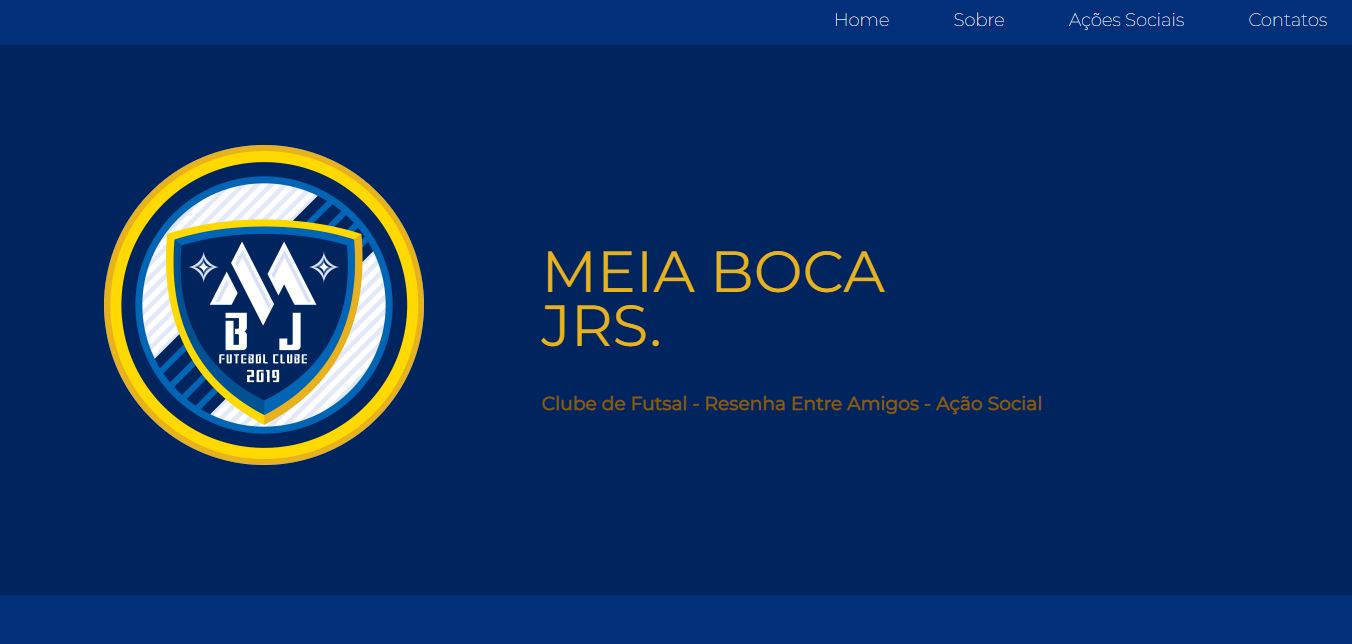 Home Sobre Ações Sociais Contatos
MEIA BOCA
JRS.
Clube de Futsal - Resenha Entre Amigos - Ação Social
M
B J
FUTEBOL CLUBE
2019